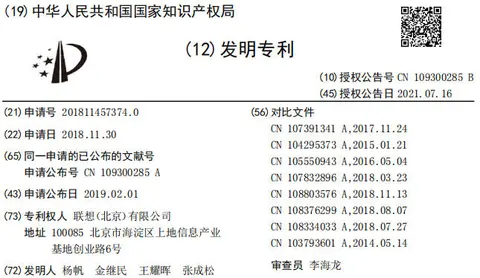 (19)中华人民共和国国家知识产权局
(12)发明专利
(10)授权公告号 CN 109300285 B
(45)授权公告日 2021.07.16
(21)申请号 201811457374.0
(22)申请日 2018.11.30
(65)同一申请的已公布的文献号
申请公布号 CN 109300285 A
(43)申请公布日 2019.02.01
(73)专利权人 联想(北京)有限公司
地址 100085 北京市海淀区上地信息产业
基地创业路6号
(72)发明人 杨帆 金继民 王耀晖 张成松
(56)对比文件
CN 107391341 A,2017.11.24
CN 104295373 A,2015.01.21
CN 105550943 A,2016.05.04
CN 107832896 A,2018.03.23
CN 108803576 A,2018.11.13
CN 108376299 A,2018.08.07
CN 108334033 A,2018.07.27
CN 103793601 A,2014.05.14
审查员 李海龙